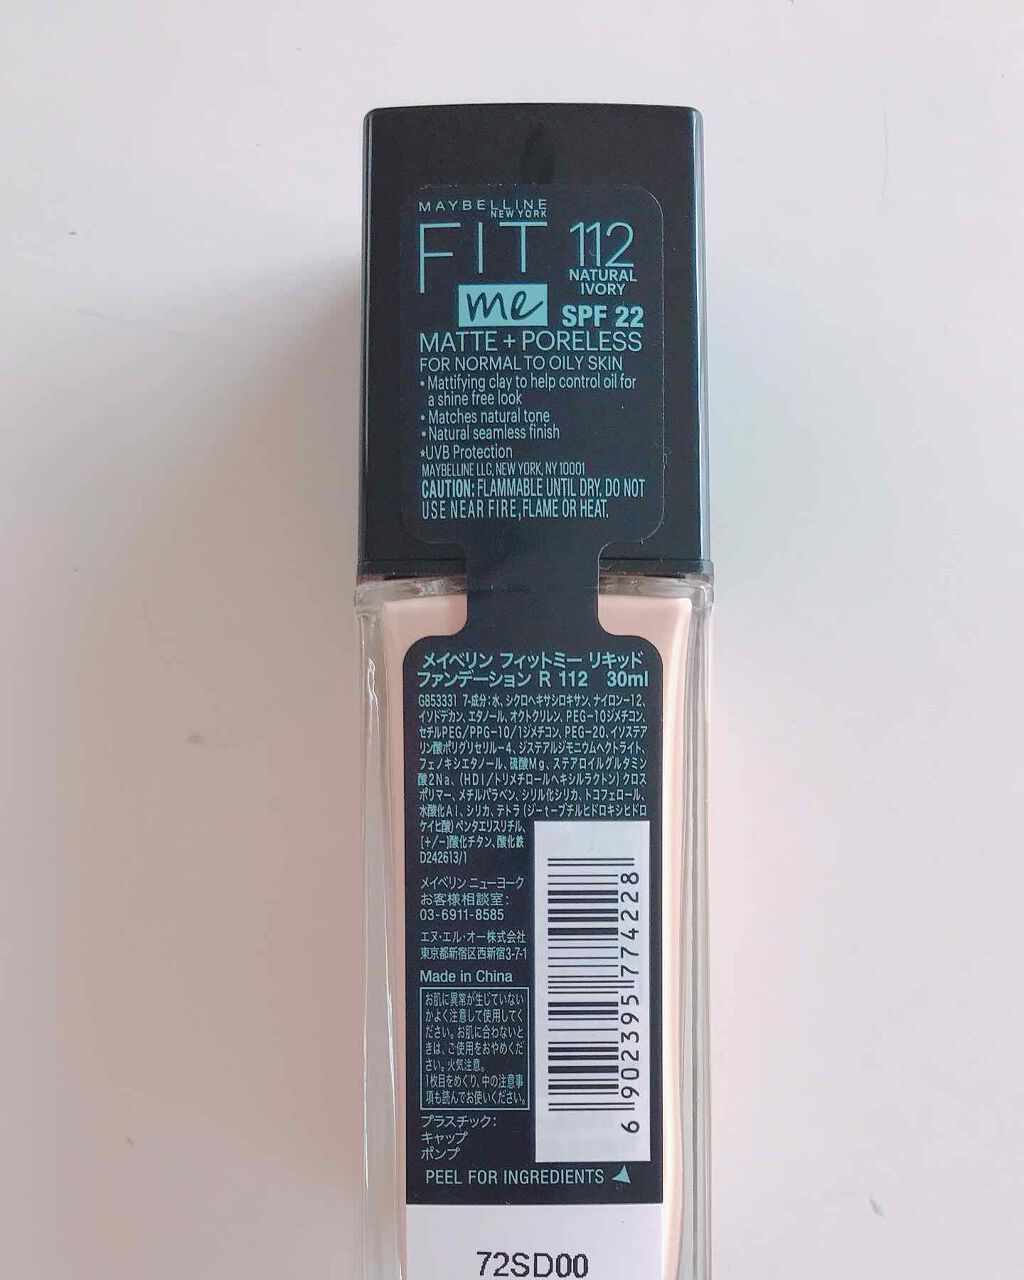 MAYBELLINE
NEW YORK
FIT
me
112
NATURAL
IVORY
SPF 22
MATTE + PORELESS
FOR NORMAL TO OILY SKIN
• Mattifying clay to help control oil for
a shine free look
• Matches natural tone
• Natural seamless finish
*UVB Protection
MAYBELLINE LLC, NEW YORK, NY 10001
CAUTION: FLAMMABLE UNTIL DRY. DO NOT
USE NEAR FIRE, FLAME OR HEAT.
メイベリン フィットミー リキッド
ファンデーション R 112 30ml
G853331 7-成分:水、シクロヘキサシロキサン、ナイロン-12、
イソドデカン、エタノール、オクトクリレン、PEG-10ジメチコン、
セチルPEG/PPG-10/1ジメチコン、PEG-20、イソステア
リン酸ポリグリセリル-4、ジステアルジモニウムヘクトライト、
フェノキシエタノール、硫酸Mg、ステアロイルグルタミン
酸2Na、(HDI/トリメチロールヘキシルラクトン)クロス
ポリマー、メチルパラベン、シリル化シリカ、トコフェロール、
水酸化Al、シリカ、テトラ(ジ-t-ブチルヒドロキシヒドロ
ケイヒ酸)ペンタエリスリチル、
[+/-]酸化チタン、酸化鉄
D242613/1
メイベリン ニューヨーク
お客様相談室:
03-6911-8585
エヌ・エル・オー株式会社
東京都新宿区西新宿3-7-1
Made in China
お肌に異常が生じていない
かよく注意して使用してく
ださい。お肌に合わないと
きは、ご使用をおやめくだ
さい。火気注意。
1枚目をめくり、中の注意事
項も読んでお使いください。
プラスチック:
キャップ
ポンプ
6 902395 774228
PEEL FOR INGREDIENTS
72SD00